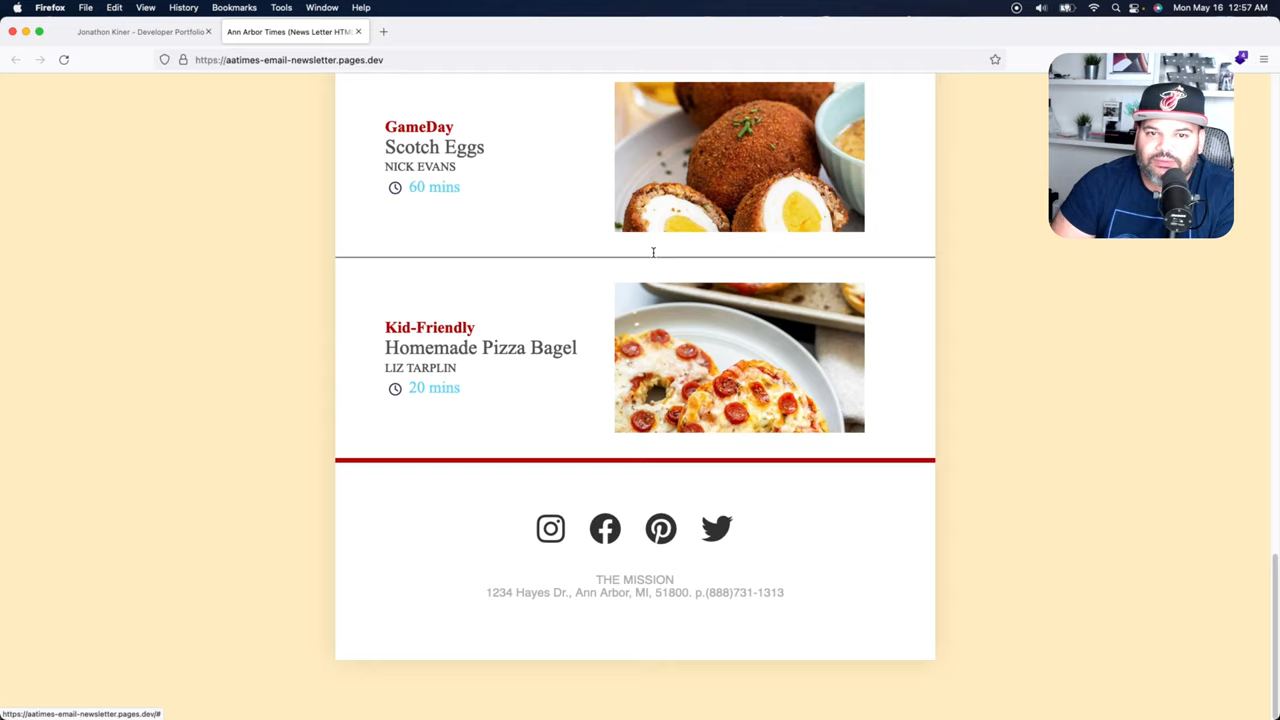 Firefox File Edit View History Bookmarks Tools Window Help
Mon May 16 12:57 AM
Jonathon Kiner - Developer Portfolio
Ann Arbor Times (News Letter HTM
https://aatimes-email-newsletter.pages.dev
GameDay
Scotch Eggs
NICK EVANS
60 mins
Kid-Friendly
Homemade Pizza Bagel
LIZ TARPLIN
20 mins
THE MISSION
1234 Hayes Dr., Ann Arbor, MI, 51800. p.(888)731-1313
https://aatimes-email-newsletter.pages.dev/#